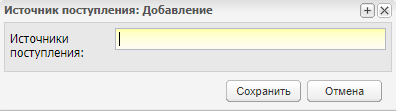 Источник поступления: Добавление
Источники
поступления:
Сохранить
Отмена